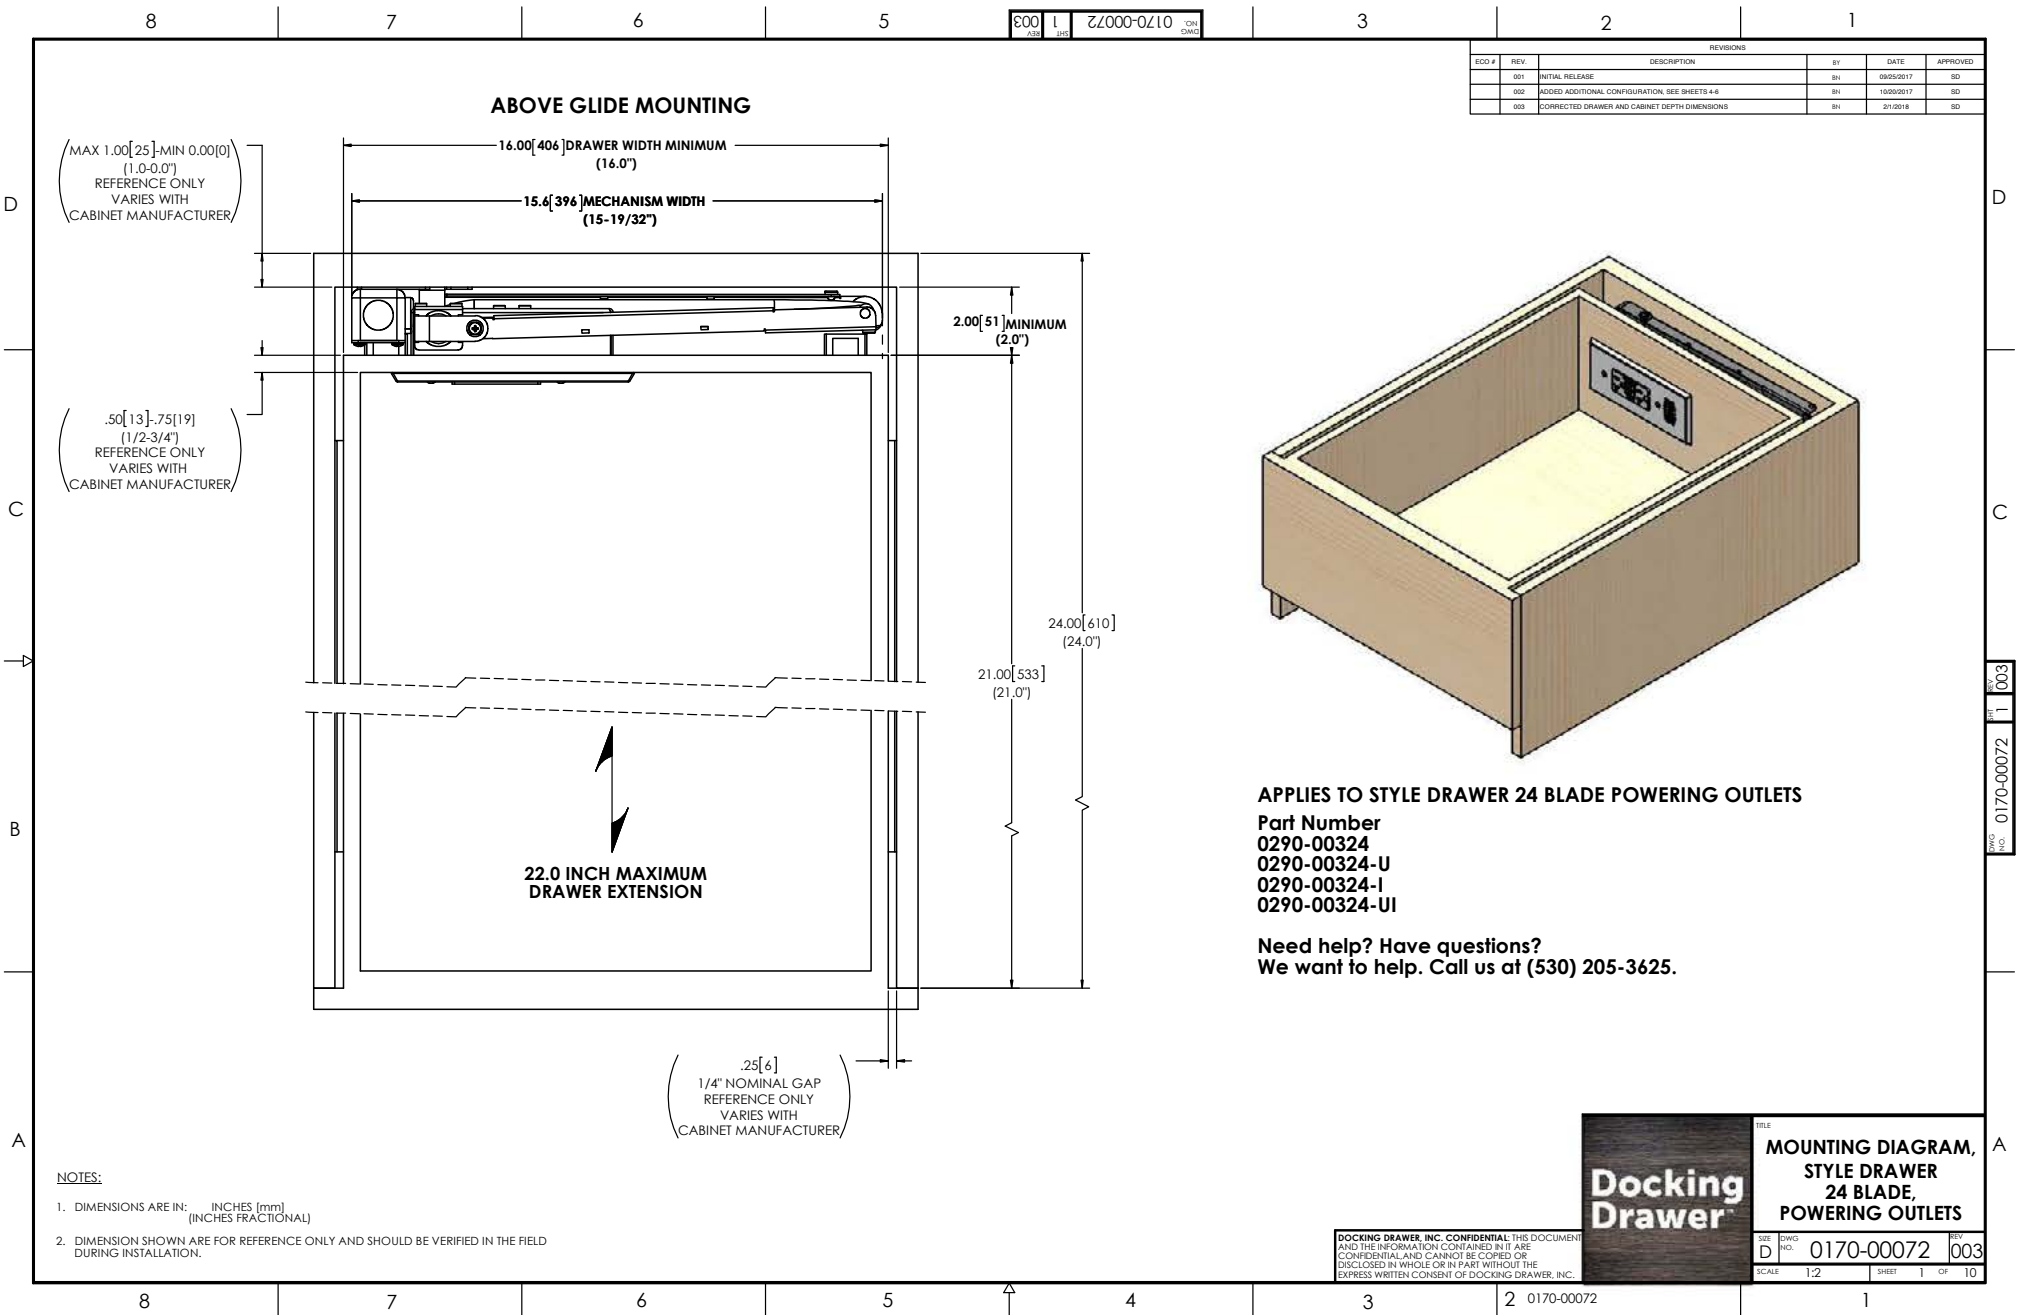 8 7 6 5 3 2 1
DWG NO. 0170-00072 SHT 1 REV 003
REVISIONS
ECO # REV. DESCRIPTION BY DATE APPROVED
001 INITIAL RELEASE BN 09/25/2017 SD
002 ADDED ADDITIONAL CONFIGURATION, SEE SHEETS 4-6 BN 10/20/2017 SD
003 CORRECTED DRAWER AND CABINET DEPTH DIMENSIONS BN 2/1/2018 SD
ABOVE GLIDE MOUNTING
MAX 1.00[25]-MIN 0.00[0]
(1.0-0.0")
REFERENCE ONLY
VARIES WITH
CABINET MANUFACTURER
16.00[406]DRAWER WIDTH MINIMUM
(16.0")
15.6[396]MECHANISM WIDTH
(15-19/32")
D
D
2.00[51]MINIMUM
(2.0")
.50[13]-.75[19]
(1/2-3/4")
REFERENCE ONLY
VARIES WITH
CABINET MANUFACTURER
C
C
24.00[610]
(24.0")
21.00[533]
(21.0")
22.0 INCH MAXIMUM
DRAWER EXTENSION
DWG NO. 0170-00072 SHT 1 REV 003
B
APPLIES TO STYLE DRAWER 24 BLADE POWERING OUTLETS
Part Number
0290-00324
0290-00324-U
0290-00324-I
0290-00324-UI
Need help? Have questions?
We want to help. Call us at (530) 205-3625.
.25[6]
1/4" NOMINAL GAP
REFERENCE ONLY
VARIES WITH
CABINET MANUFACTURER
A
A
NOTES:
1. DIMENSIONS ARE IN: INCHES [mm]
(INCHES FRACTIONAL)
2. DIMENSION SHOWN ARE FOR REFERENCE ONLY AND SHOULD BE VERIFIED IN THE FIELD
DURING INSTALLATION.
DOCKING DRAWER, INC. CONFIDENTIAL: THIS DOCUMENT
AND THE INFORMATION CONTAINED IN IT ARE
CONFIDENTIAL,AND CANNOT BE COPIED OR
DISCLOSED IN WHOLE OR IN PART WITHOUT THE
EXPRESS WRITTEN CONSENT OF DOCKING DRAWER, INC.
Docking
Drawer
TITLE
MOUNTING DIAGRAM,
STYLE DRAWER
24 BLADE,
POWERING OUTLETS
SIZE D DWG NO. 0170-00072 REV 003
SCALE 1:2 SHEET 1 OF 10
8 7 6 5 4 3 2 0170-00072 1